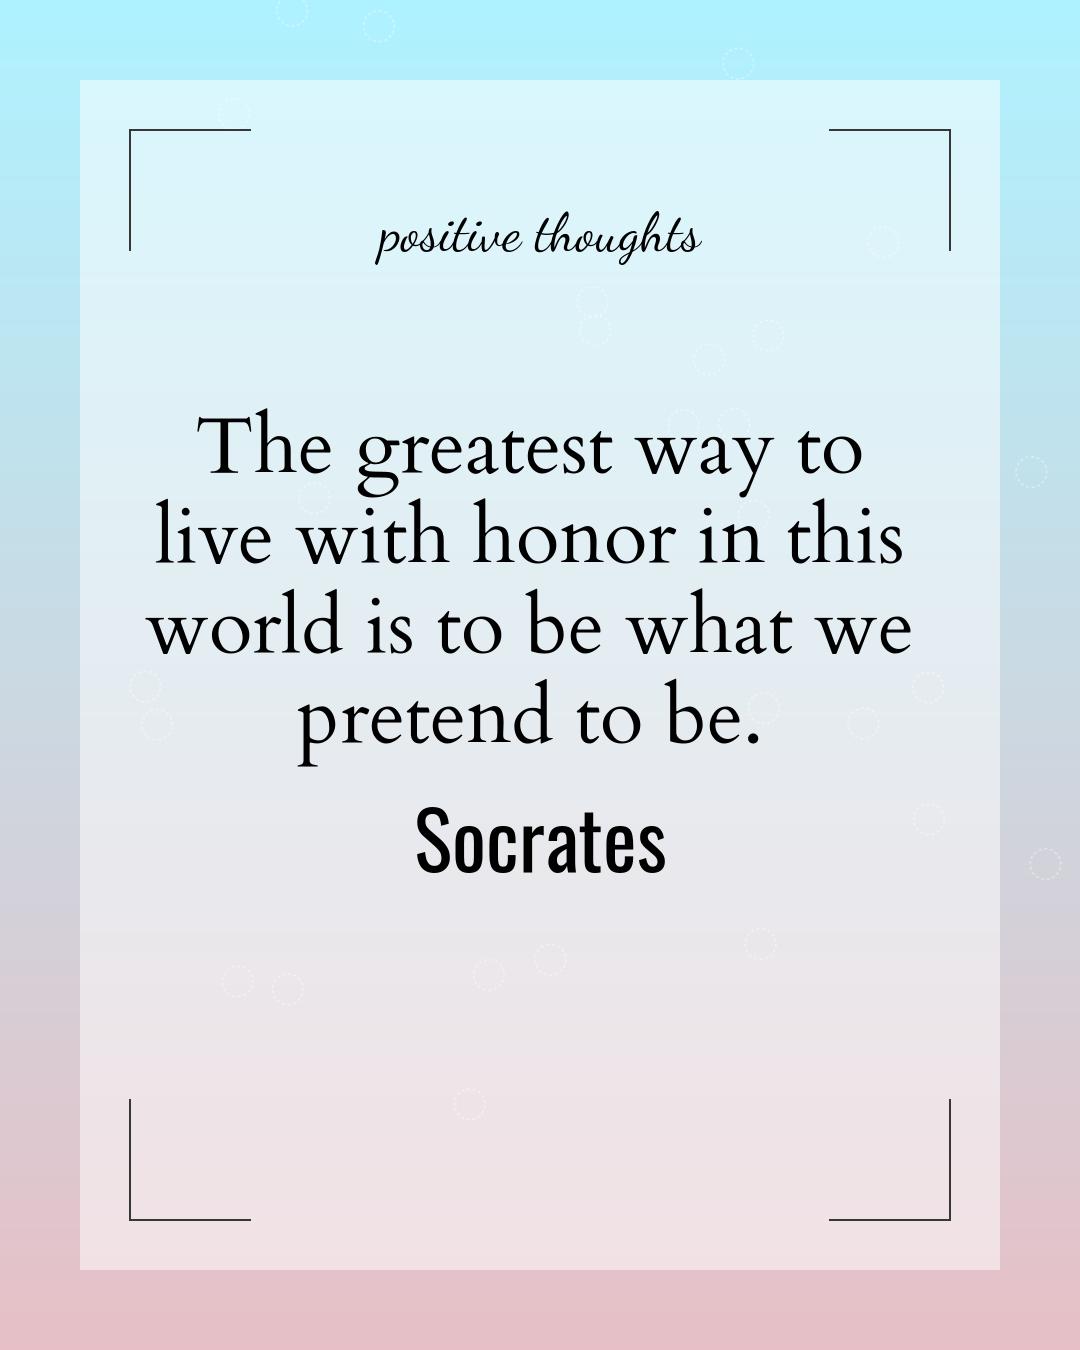 positive thoughts
The greatest way to
live with honor in this
world is to be what we
pretend to be.
Socrates